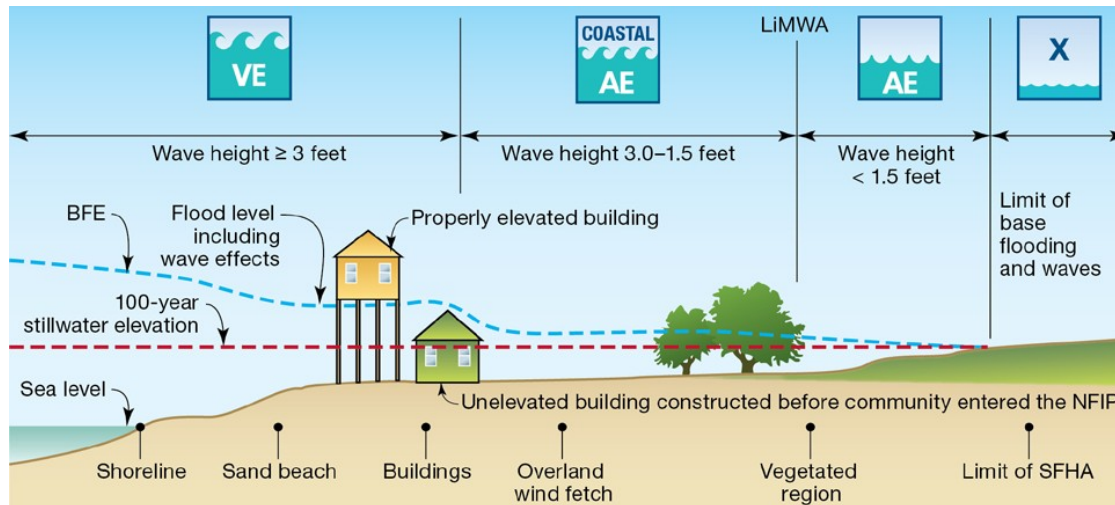 LiMWA
VE
COASTAL
AE
AE
X
Wave height ≥ 3 feet
Wave height 3.0–1.5 feet
Wave height
< 1.5 feet
BFE
Flood level
including
wave effects
Properly elevated building
Limit of
base
flooding
and waves
100-year
stillwater elevation
Sea level
Unelevated building constructed before community entered the NFIP
Shoreline
Sand beach
Buildings
Overland
wind fetch
Vegetated
region
Limit of SFHA